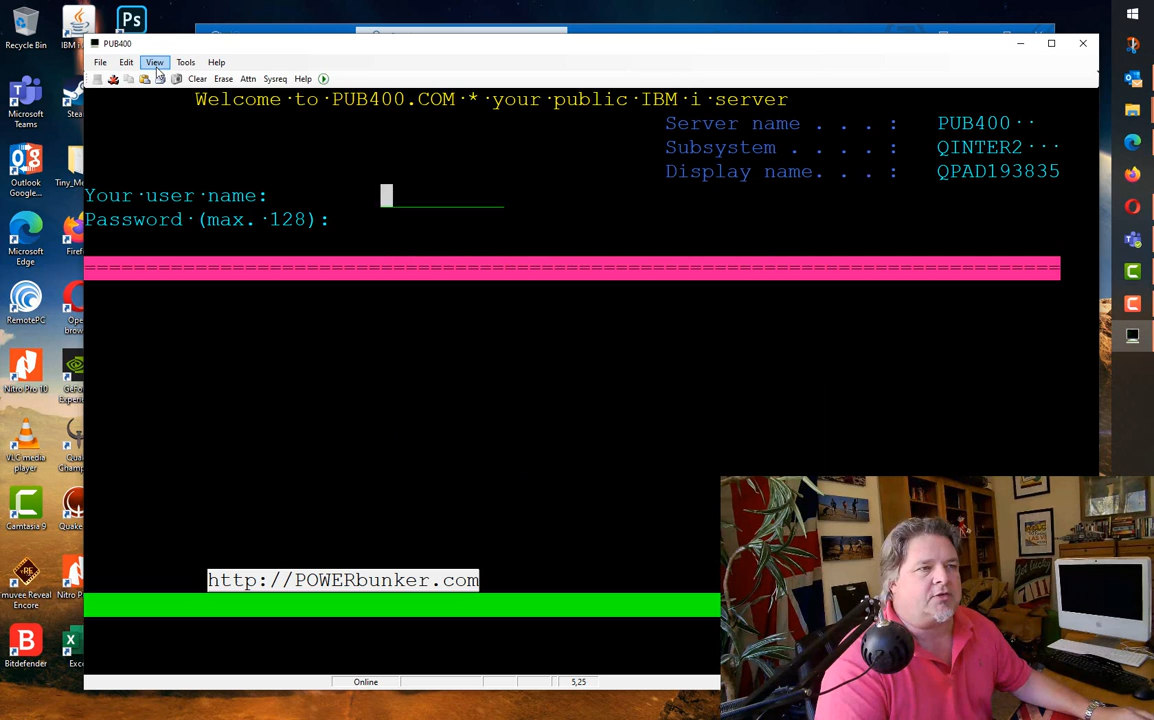 Recycle Bin
Ps
PUB400
File Edit View Tools Help
Clear Erase Attn Sysreq Help
Welcome·to·PUB400.COM·*·your·public·IBM·i·server
Server name . . . : PUB400··
Subsystem . . . . : QINTER2···
Display name. . . : QPAD193835
Your·user·name:
Password·(max.·128):
http://POWERbunker.com
Online 5,25
Microsoft Teams
Outlook Google...
Microsoft Edge
RemotePC
Nitro Pro 10
VLC media player
Camtasia 9
muvee Reveal Encore
Bitdefender